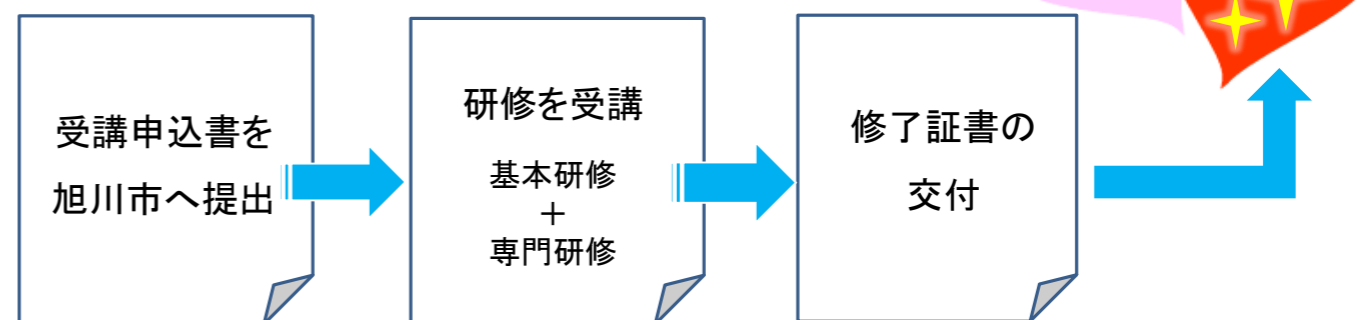 受講申込書を
旭川市へ提出
研修を受講
基本研修
＋
専門研修
修了証書の
交付